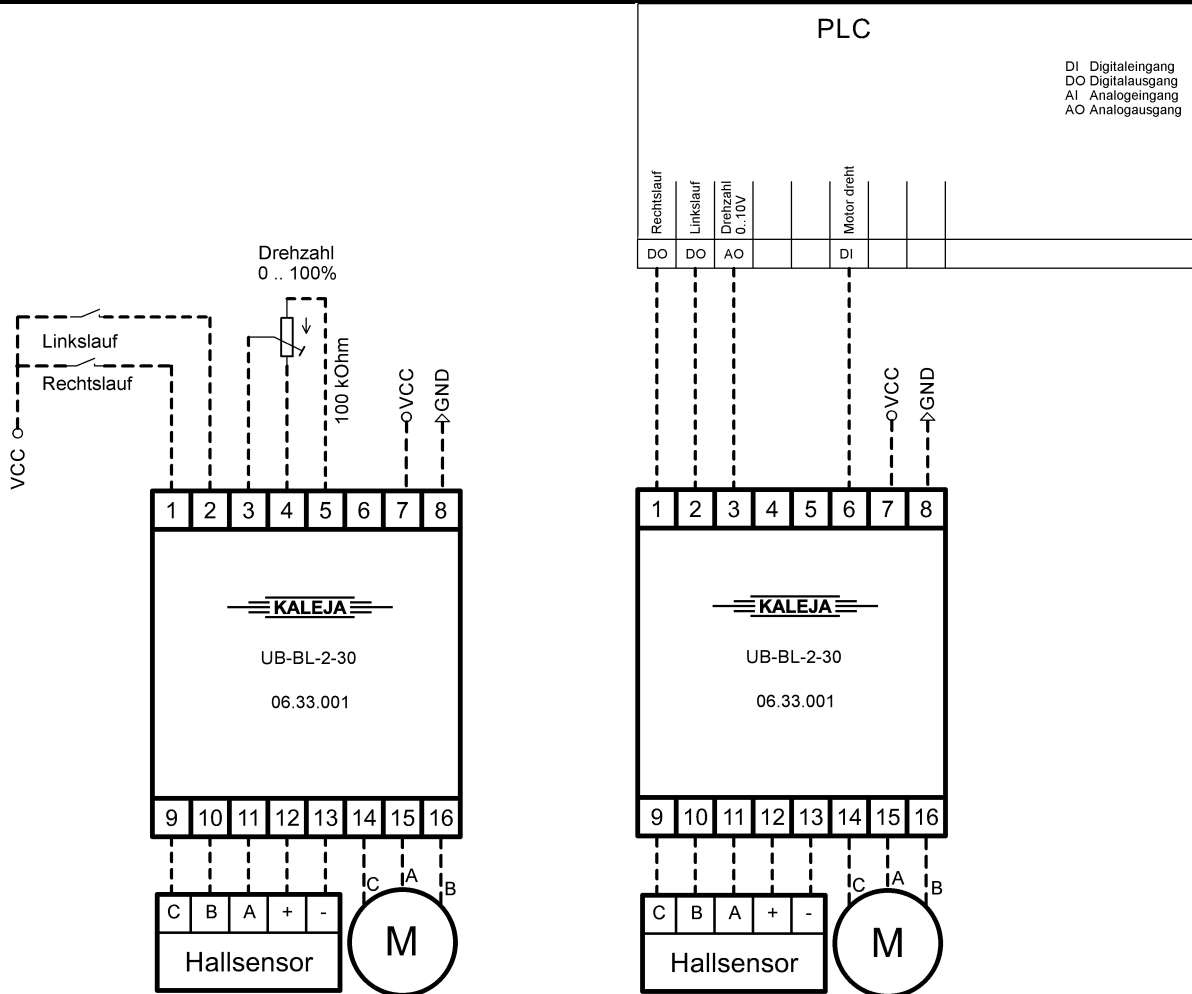 PLC
DI Digitaleingang
DO Digitalausgang
AI Analogeingang
AO Analogausgang
Rechtslauf
Linkslauf
Drehzahl
0..10V
Motor dreht
DO DO AO DI
Drehzahl
0 .. 100%
Linkslauf
Rechtslauf
100 kOhm
VCC
VCC
GND
1 2 3 4 5 6 7 8
KALEJA
UB-BL-2-30
06.33.001
9 10 11 12 13 14 15 16
C A B
C B A + -
Hallsensor
M
VCC
GND
1 2 3 4 5 6 7 8
KALEJA
UB-BL-2-30
06.33.001
9 10 11 12 13 14 15 16
C A B
C B A + -
Hallsensor
M